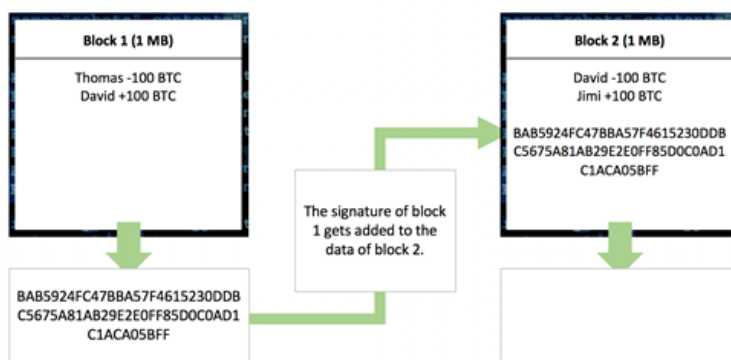 Block 1 (1 MB)
Thomas -100 BTC
David +100 BTC
BAB5924FC47BBA57F4615230DDB
C5675A81AB29E2E0FF85D0C0AD1
C1ACA05BFF
The signature of block
1 gets added to the
data of block 2.
Block 2 (1 MB)
David -100 BTC
Jimi +100 BTC
BAB5924FC47BBA57F4615230DDB
C5675A81AB29E2E0FF85D0C0AD1
C1ACA05BFF